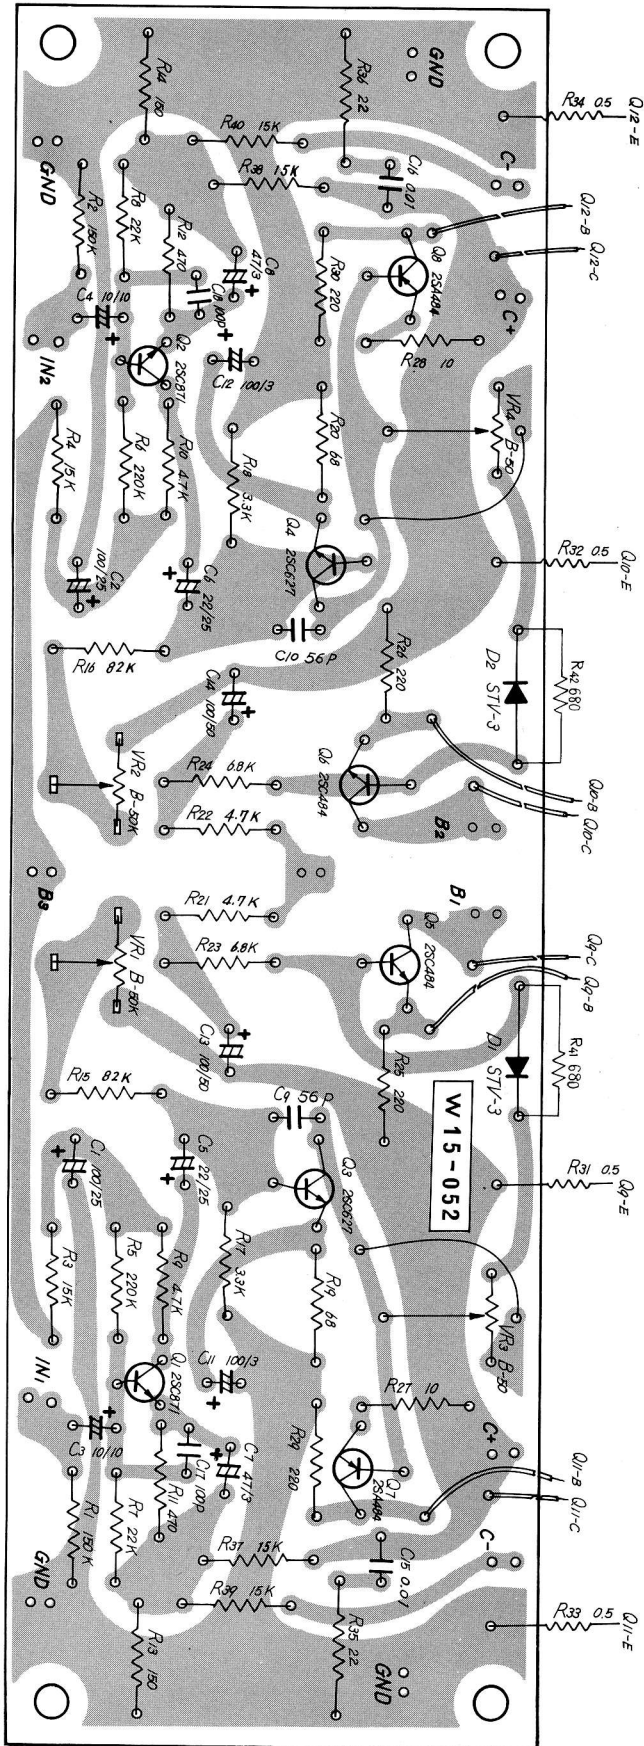 R14 150
R36 22
GND
R34 0.5
Q12-E
R40 15K
C-
GND
R38 15K
C16 0.01
R2 150K
R8 22K
R12 470
C8 47/3
+
Q8 2SA484
Q12-B
Q12-C
R30 220
C4 10/10
+
C18 100P
+
C+
IN2
Q2 2SC871
C12 100/3
R28 10
VR4 B-50
R4 15K
R6 220K
R10 4.7K
R18 3.3K
R20 68
Q4 2SC627
C2 100/25
+
C6 22/25
+
R32 0.5
Q10-E
C10 56P
R26 220
D2 STV-3
R42 680
R16 82K
C14 100/50
+
VR2 B-50K
R24 6.8K
Q6 2SC484
Q10-B
Q10-C
R22 4.7K
B2
B3
B1
R21 4.7K
Q5 2SC484
VR1 B-50K
R23 6.8K
Q9-C
Q9-B
+
C13 100/50
R25 220
D1 STV-3
R41 680
R15 82K
C9 56P
W15-052
C1 100/25
+
C5 22/25
+
Q3 2SC627
R31 0.5
Q9-E
R3 15K
R5 220K
R9 4.7K
R17 3.3K
R19 68
VR3 B-50
IN1
Q1 2SC871
C11 100/3
+
R27 10
C3 10/10
+
C17 100P
+
C7 47/3
R29 220
Q7 2SA484
C+
Q11-B
Q11-C
R1 150K
R7 22K
R11 470
R37 15K
C15 0.01
C-
GND
R39 15K
R33 0.5
Q11-E
R13 150
R35 22
GND